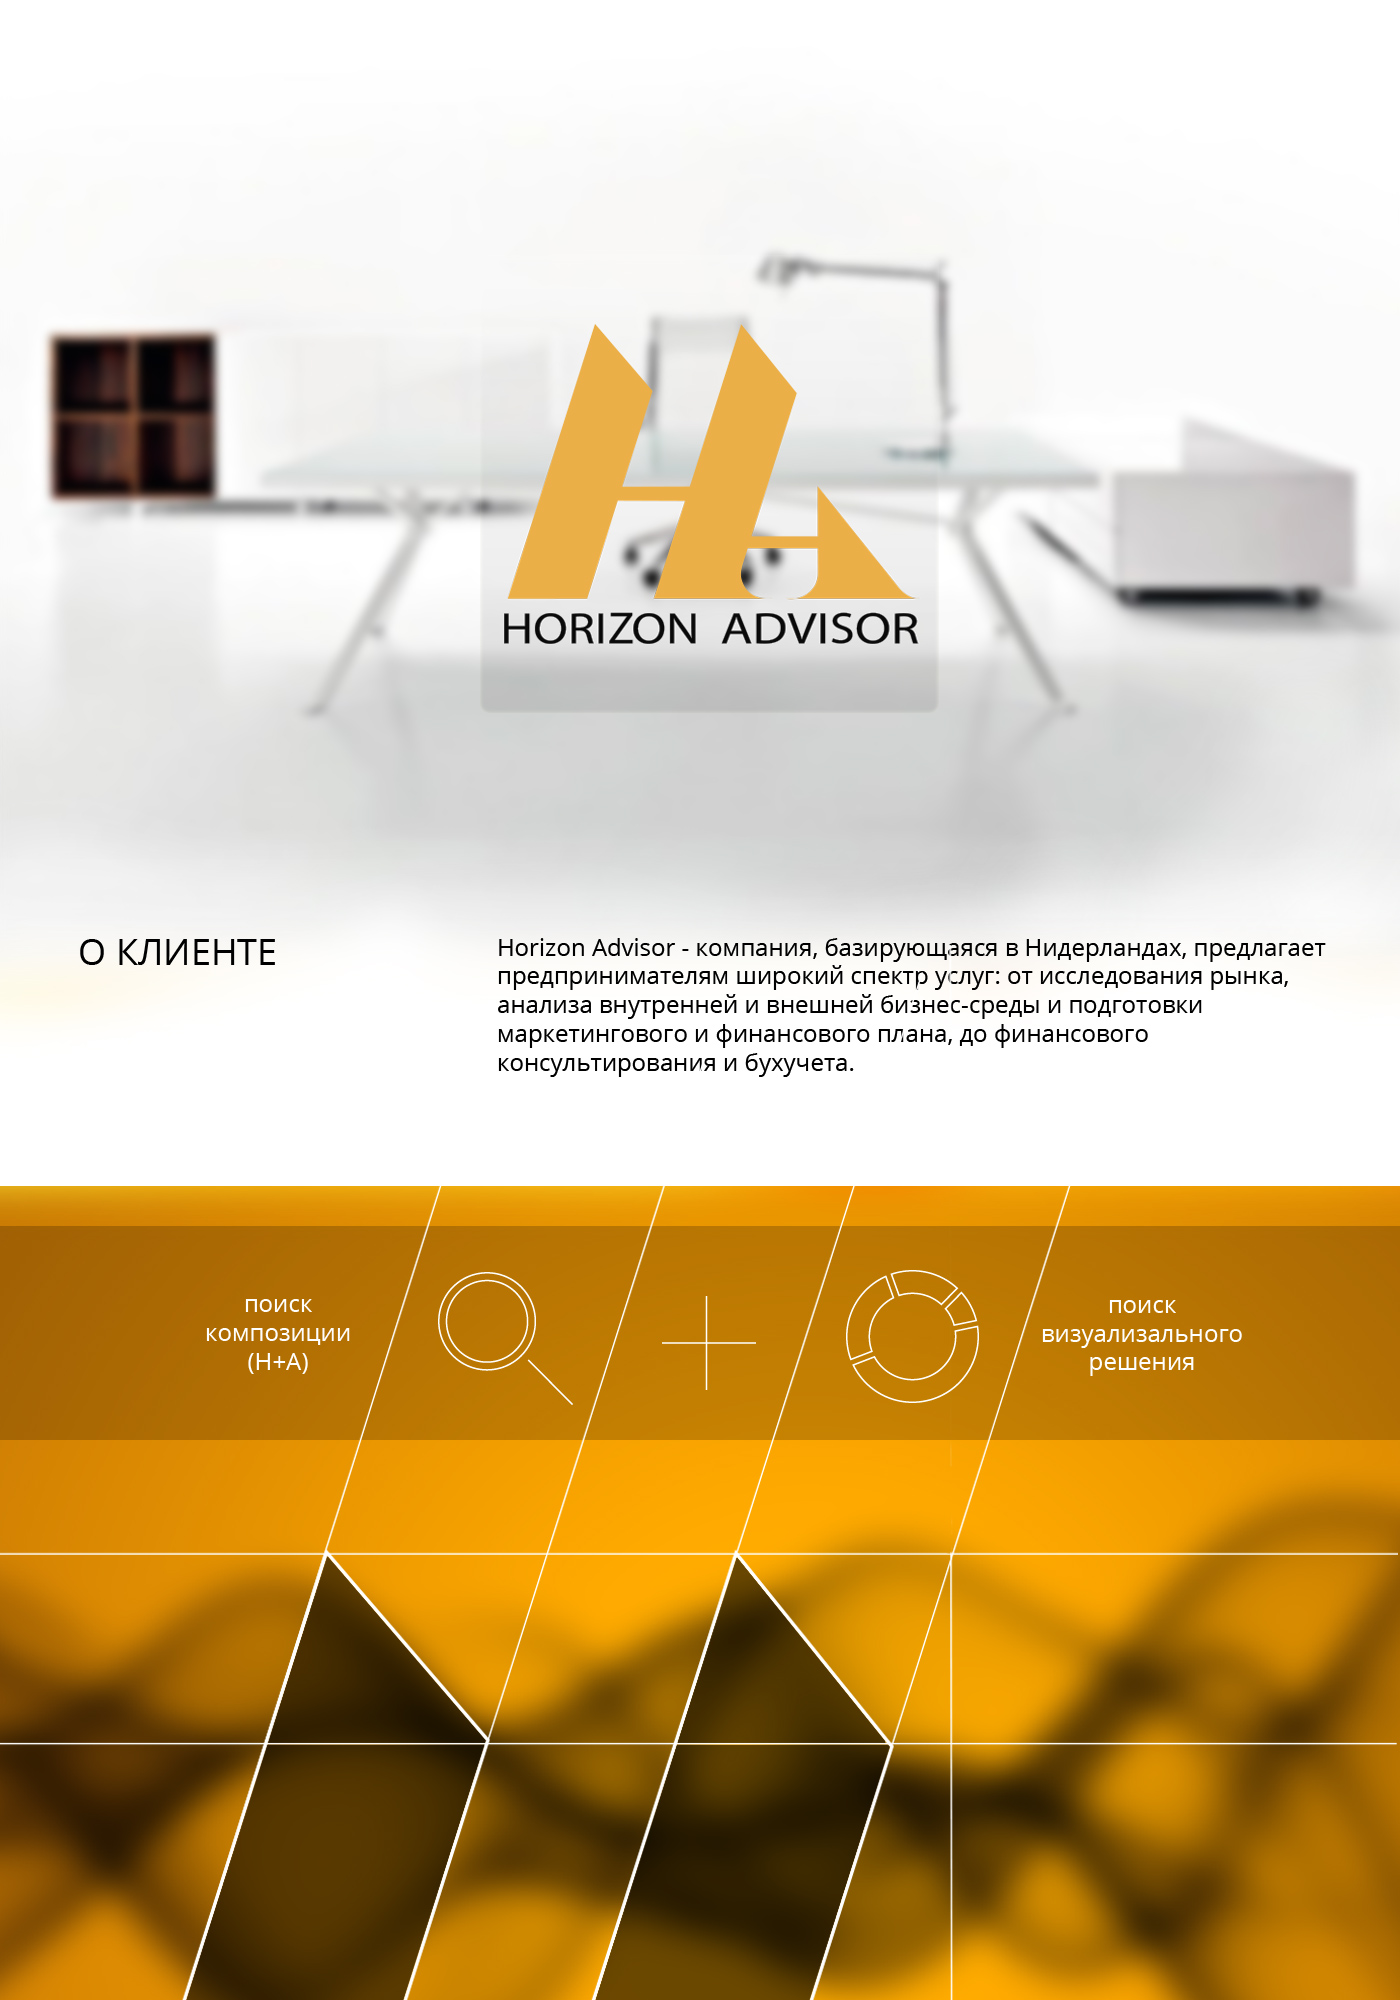 HORIZON ADVISOR
О КЛИЕНТЕ
Horizon Advisor - компания, базирующаяся в Нидерландах, предлагает
предпринимателям широкий спектр услуг: от исследования рынка,
анализа внутренней и внешней бизнес-среды и подготовки
маркетингового и финансового плана, до финансового
консультирования и бухучета.
поиск
композиции
(H+A)
поиск
визуализального
решения